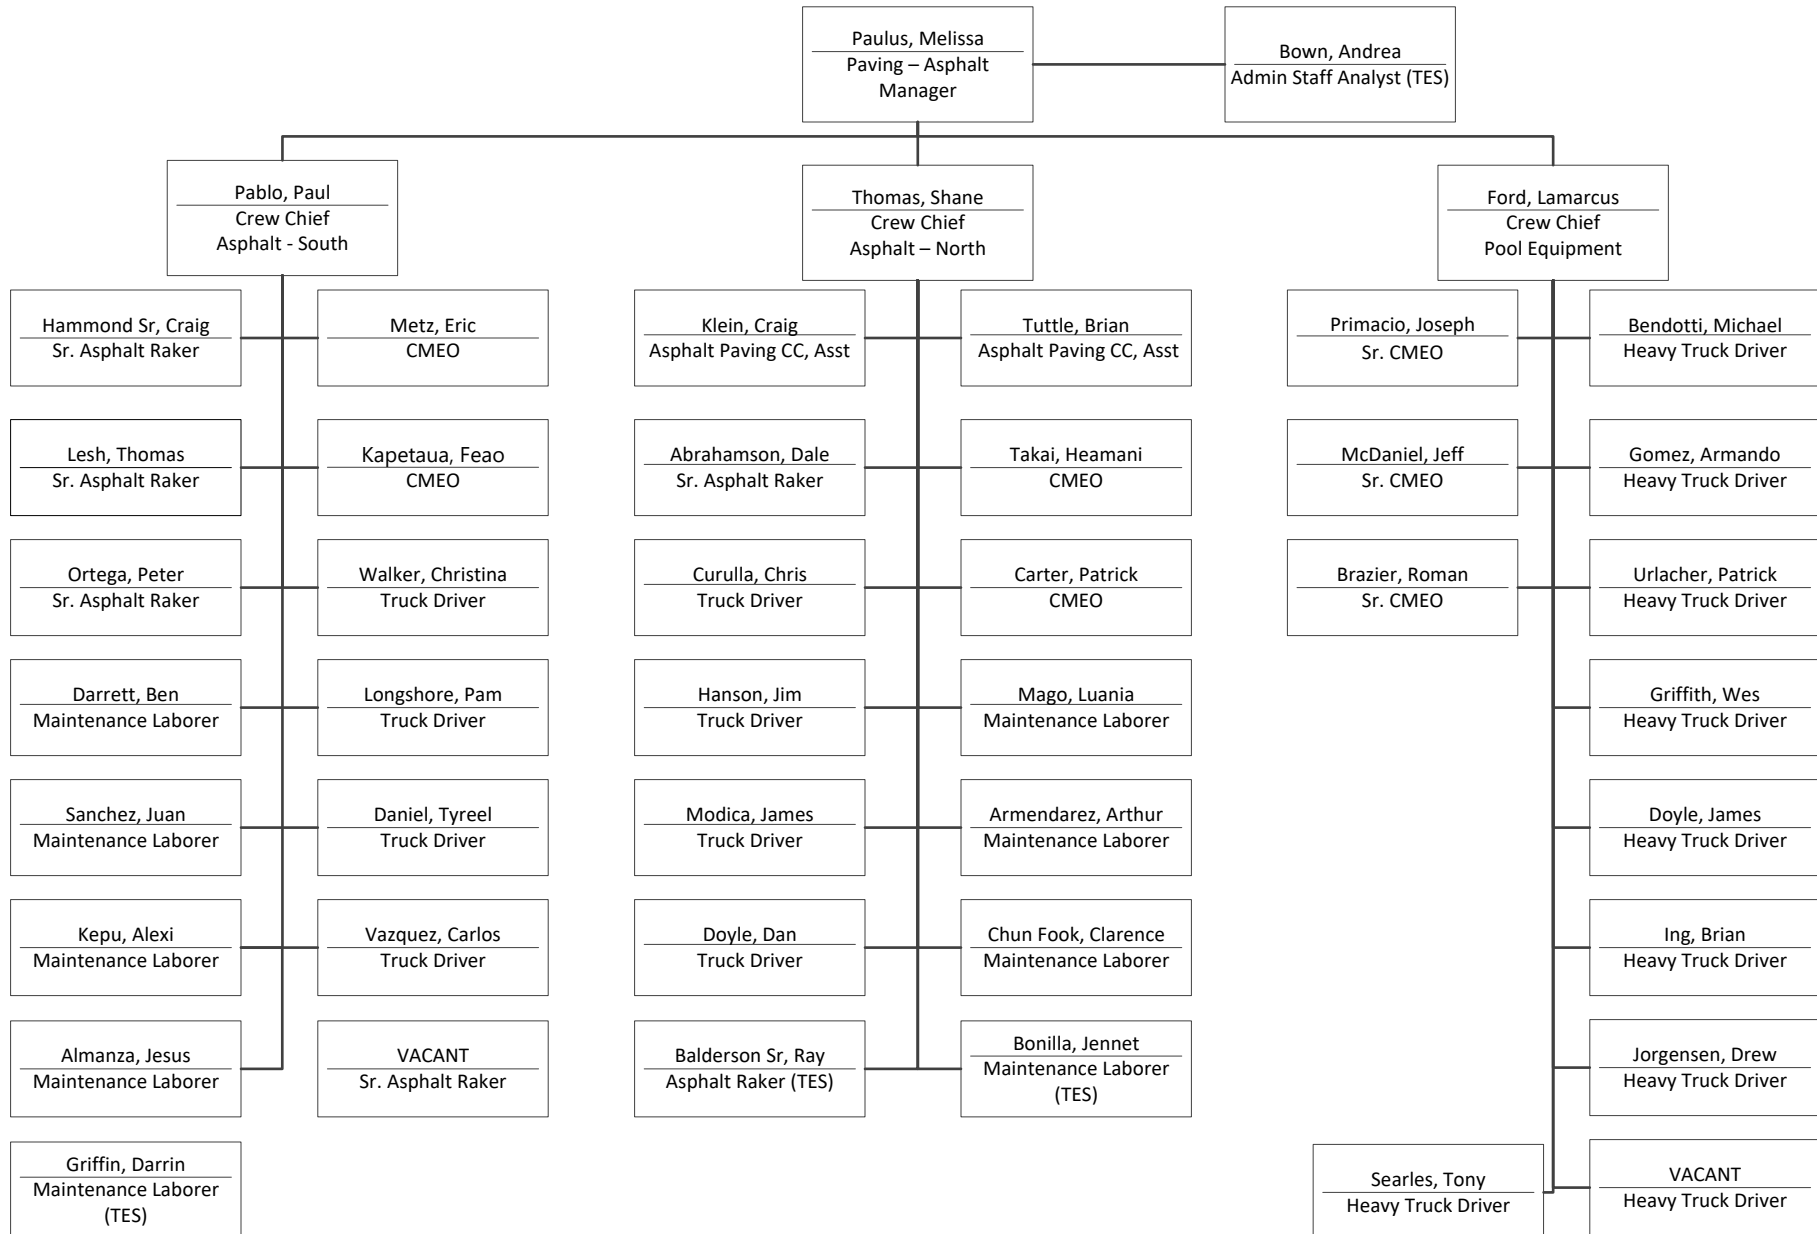 Paulus, Melissa
Paving – Asphalt
Manager
Bown, Andrea
Admin Staff Analyst (TES)
Pablo, Paul
Crew Chief
Asphalt - South
Thomas, Shane
Crew Chief
Asphalt – North
Ford, Lamarcus
Crew Chief
Pool Equipment
Hammond Sr, Craig
Sr. Asphalt Raker
Metz, Eric
CMEO
Klein, Craig
Asphalt Paving CC, Asst
Tuttle, Brian
Asphalt Paving CC, Asst
Primacio, Joseph
Sr. CMEO
Bendotti, Michael
Heavy Truck Driver
Lesh, Thomas
Sr. Asphalt Raker
Kapetaua, Feao
CMEO
Abrahamson, Dale
Sr. Asphalt Raker
Takai, Heamani
CMEO
McDaniel, Jeff
Sr. CMEO
Gomez, Armando
Heavy Truck Driver
Ortega, Peter
Sr. Asphalt Raker
Walker, Christina
Truck Driver
Curulla, Chris
Truck Driver
Carter, Patrick
CMEO
Brazier, Roman
Sr. CMEO
Urlacher, Patrick
Heavy Truck Driver
Darrett, Ben
Maintenance Laborer
Longshore, Pam
Truck Driver
Hanson, Jim
Truck Driver
Mago, Luania
Maintenance Laborer
Griffith, Wes
Heavy Truck Driver
Sanchez, Juan
Maintenance Laborer
Daniel, Tyreel
Truck Driver
Modica, James
Truck Driver
Armendarez, Arthur
Maintenance Laborer
Doyle, James
Heavy Truck Driver
Kepu, Alexi
Maintenance Laborer
Vazquez, Carlos
Truck Driver
Doyle, Dan
Truck Driver
Chun Fook, Clarence
Maintenance Laborer
Ing, Brian
Heavy Truck Driver
Almanza, Jesus
Maintenance Laborer
VACANT
Sr. Asphalt Raker
Balderson Sr, Ray
Asphalt Raker (TES)
Bonilla, Jennet
Maintenance Laborer
(TES)
Jorgensen, Drew
Heavy Truck Driver
Griffin, Darrin
Maintenance Laborer
(TES)
Searles, Tony
Heavy Truck Driver
VACANT
Heavy Truck Driver